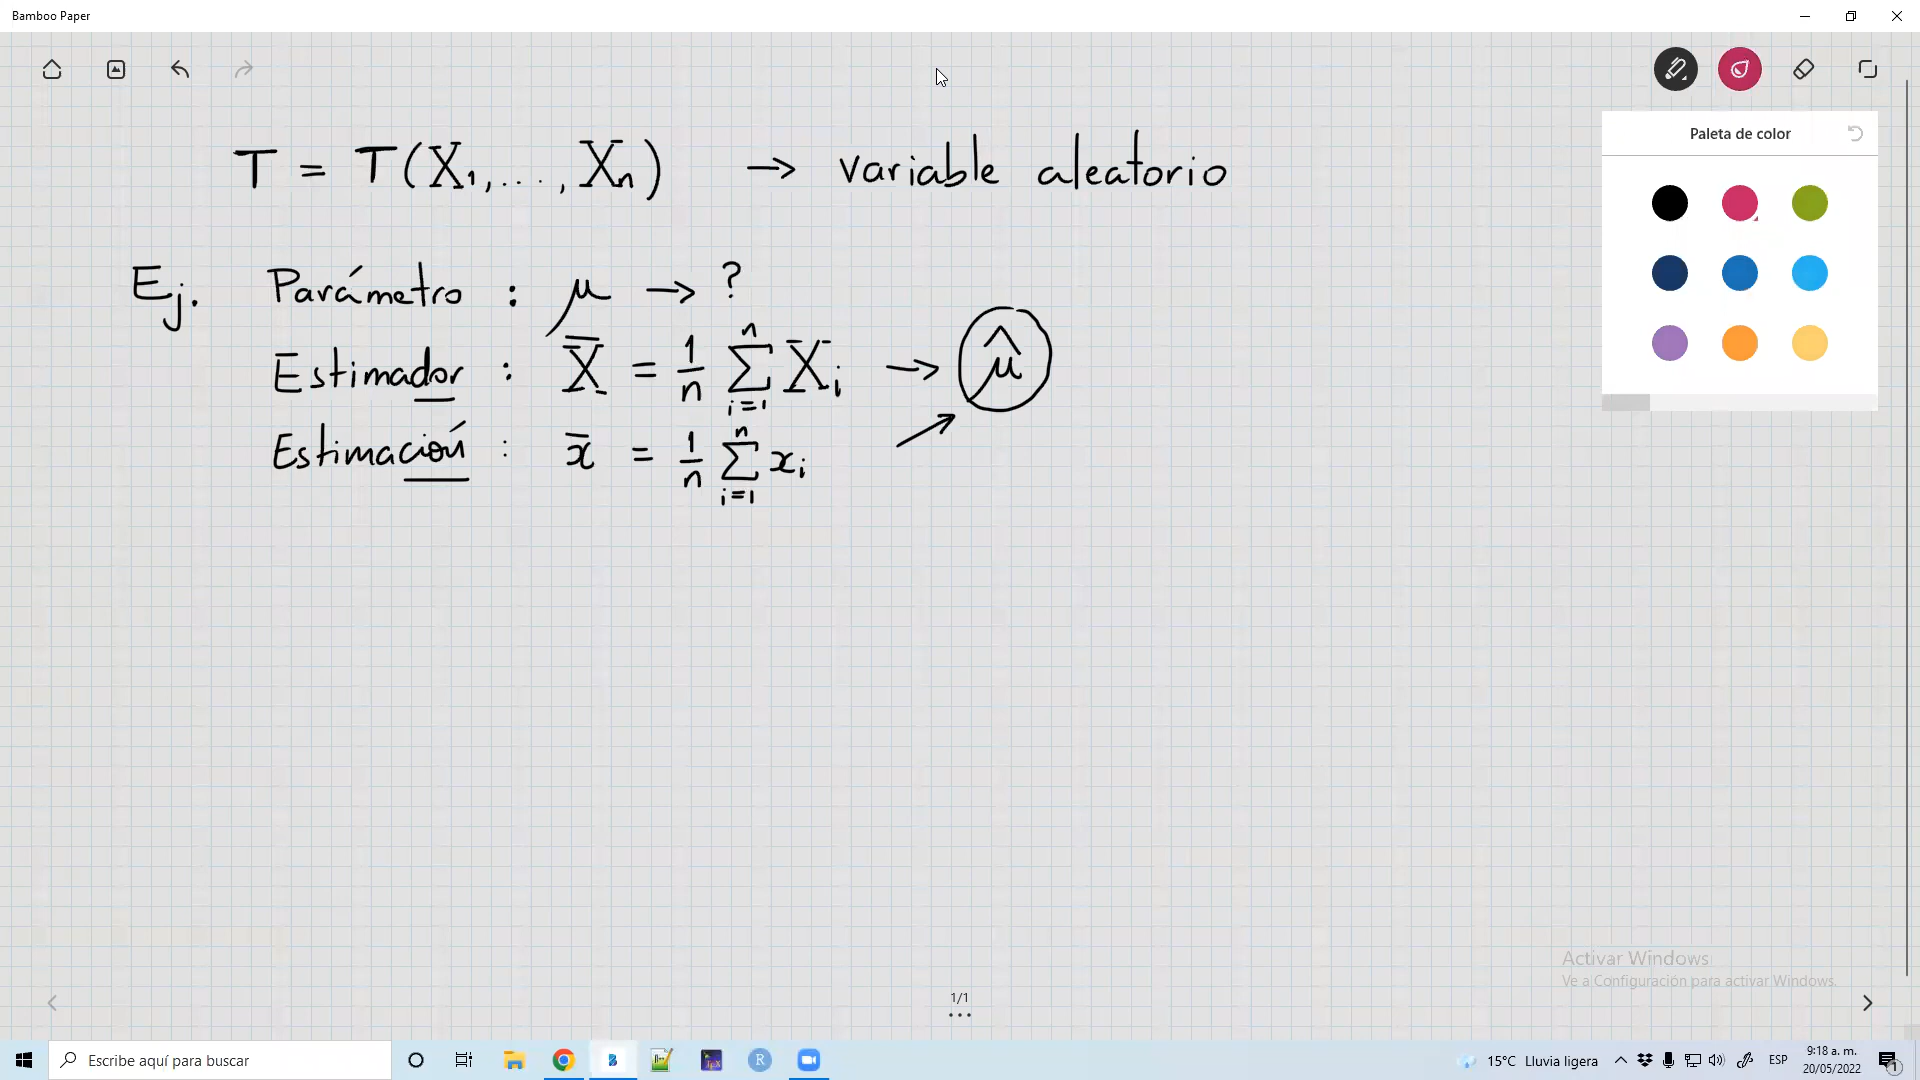 Bamboo Paper
Paleta de color
T = T(X₁,...,Xₙ) → variable aleatorio
Ej. Parámetro : μ → ?
Estimador : X̄ = 1/n ∑ᵢ₌₁ⁿ Xᵢ → μ̂
Estimación : x̄ = 1/n ∑ᵢ₌₁ⁿ xᵢ
Activar Windows
Ve a Configuración para activar Windows.
1/1
Escribe aquí para buscar
15°C Lluvia ligera
ESP
9:18 a. m.
20/05/2022
1